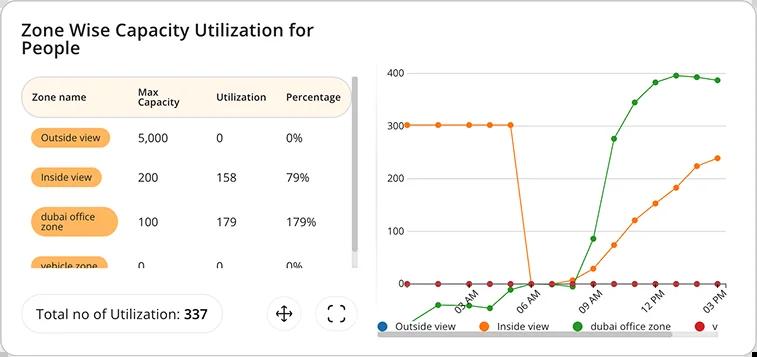 Zone Wise Capacity Utilization for
People
Zone name
Max
Capacity
Utilization
Percentage
Outside view 5,000 0 0%
Inside view 200 158 79%
dubai office
zone
100 179 179%
vehicle zone 0 0 0%
Total no of Utilization: 337
400
300
200
100
0
03 AM 06 AM 09 AM 12 PM 03 PM
Outside view Inside view dubai office zone v